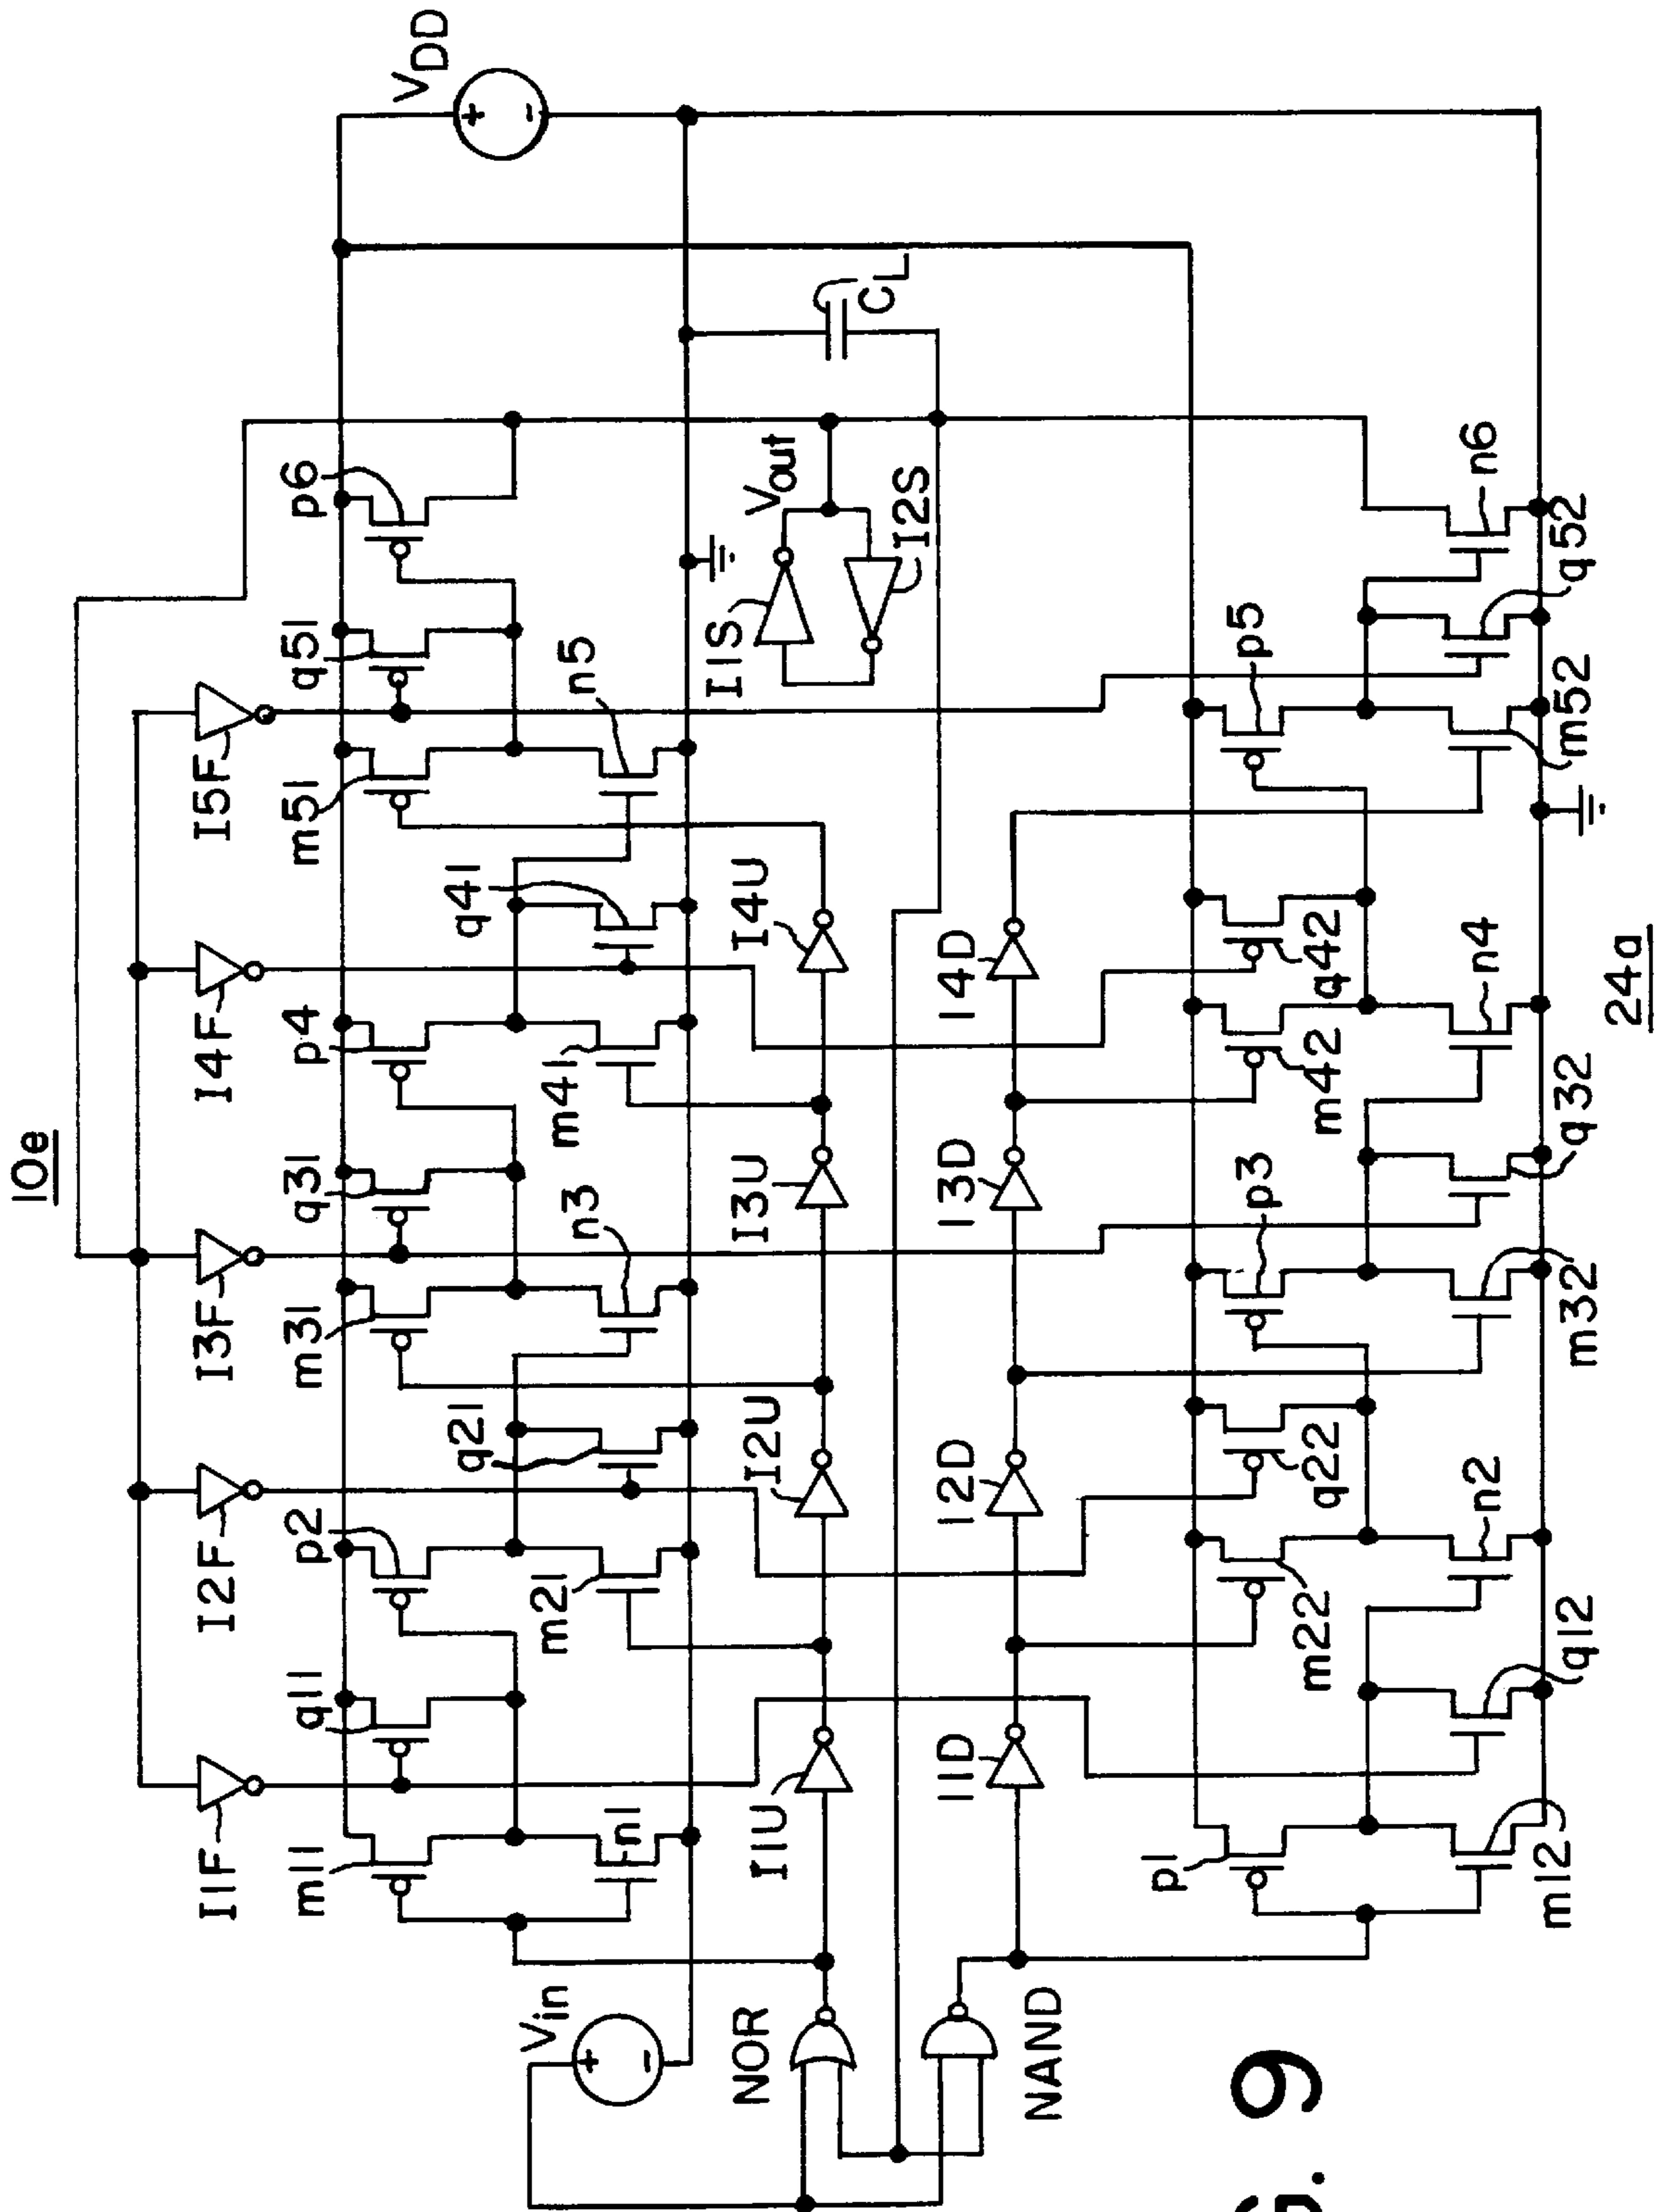 10e
VDD
I1F
I2F
I3F
I4F
I5F
m11
q11
p2
m31
q31
p4
m51
q51
p6
n1
m21
q21
n3
m41
q41
n5
Vin
Vout
I1S
I2S
CL
NOR
I1U
I2U
I3U
I4U
NAND
I1D
I2D
I3D
I4D
p1
m22
q22
p3
m42
q42
p5
m12
q12
n2
m32
q32
n4
m52
q52
n6
24a
G. 9